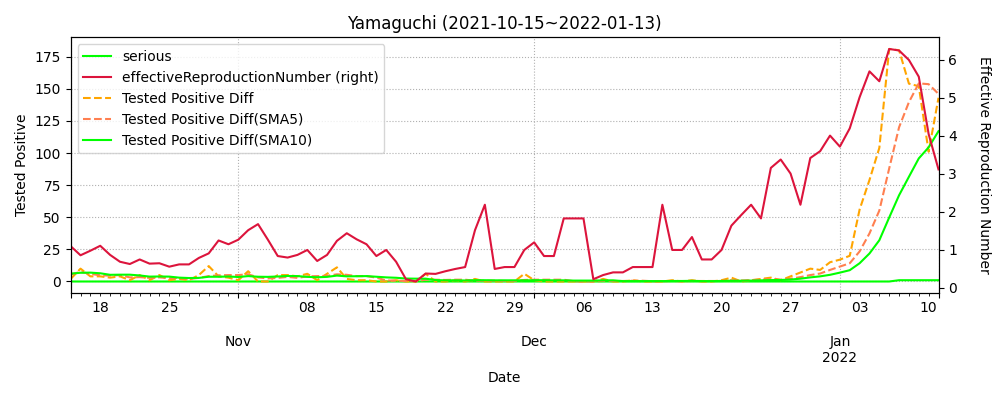 Yamaguchi (2021-10-15~2022-01-13)
serious
effectiveReproductionNumber (right)
Tested Positive Diff
Tested Positive Diff(SMA5)
Tested Positive Diff(SMA10)
175
150
125
100
75
50
25
0
Tested Positive
6
5
4
3
2
1
0
Effective Reproduction Number
18 25 08 15 22 29 06 13 20 27 03 10
Nov Dec Jan
2022
Date